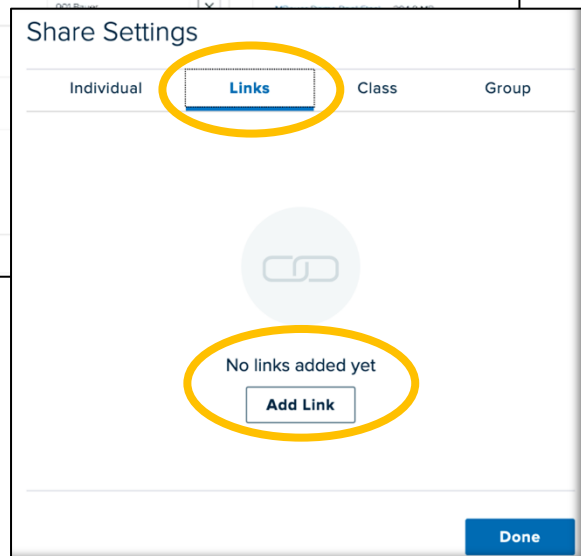 Share Settings
Individual Links Class Group
No links added yet
Add Link
Done